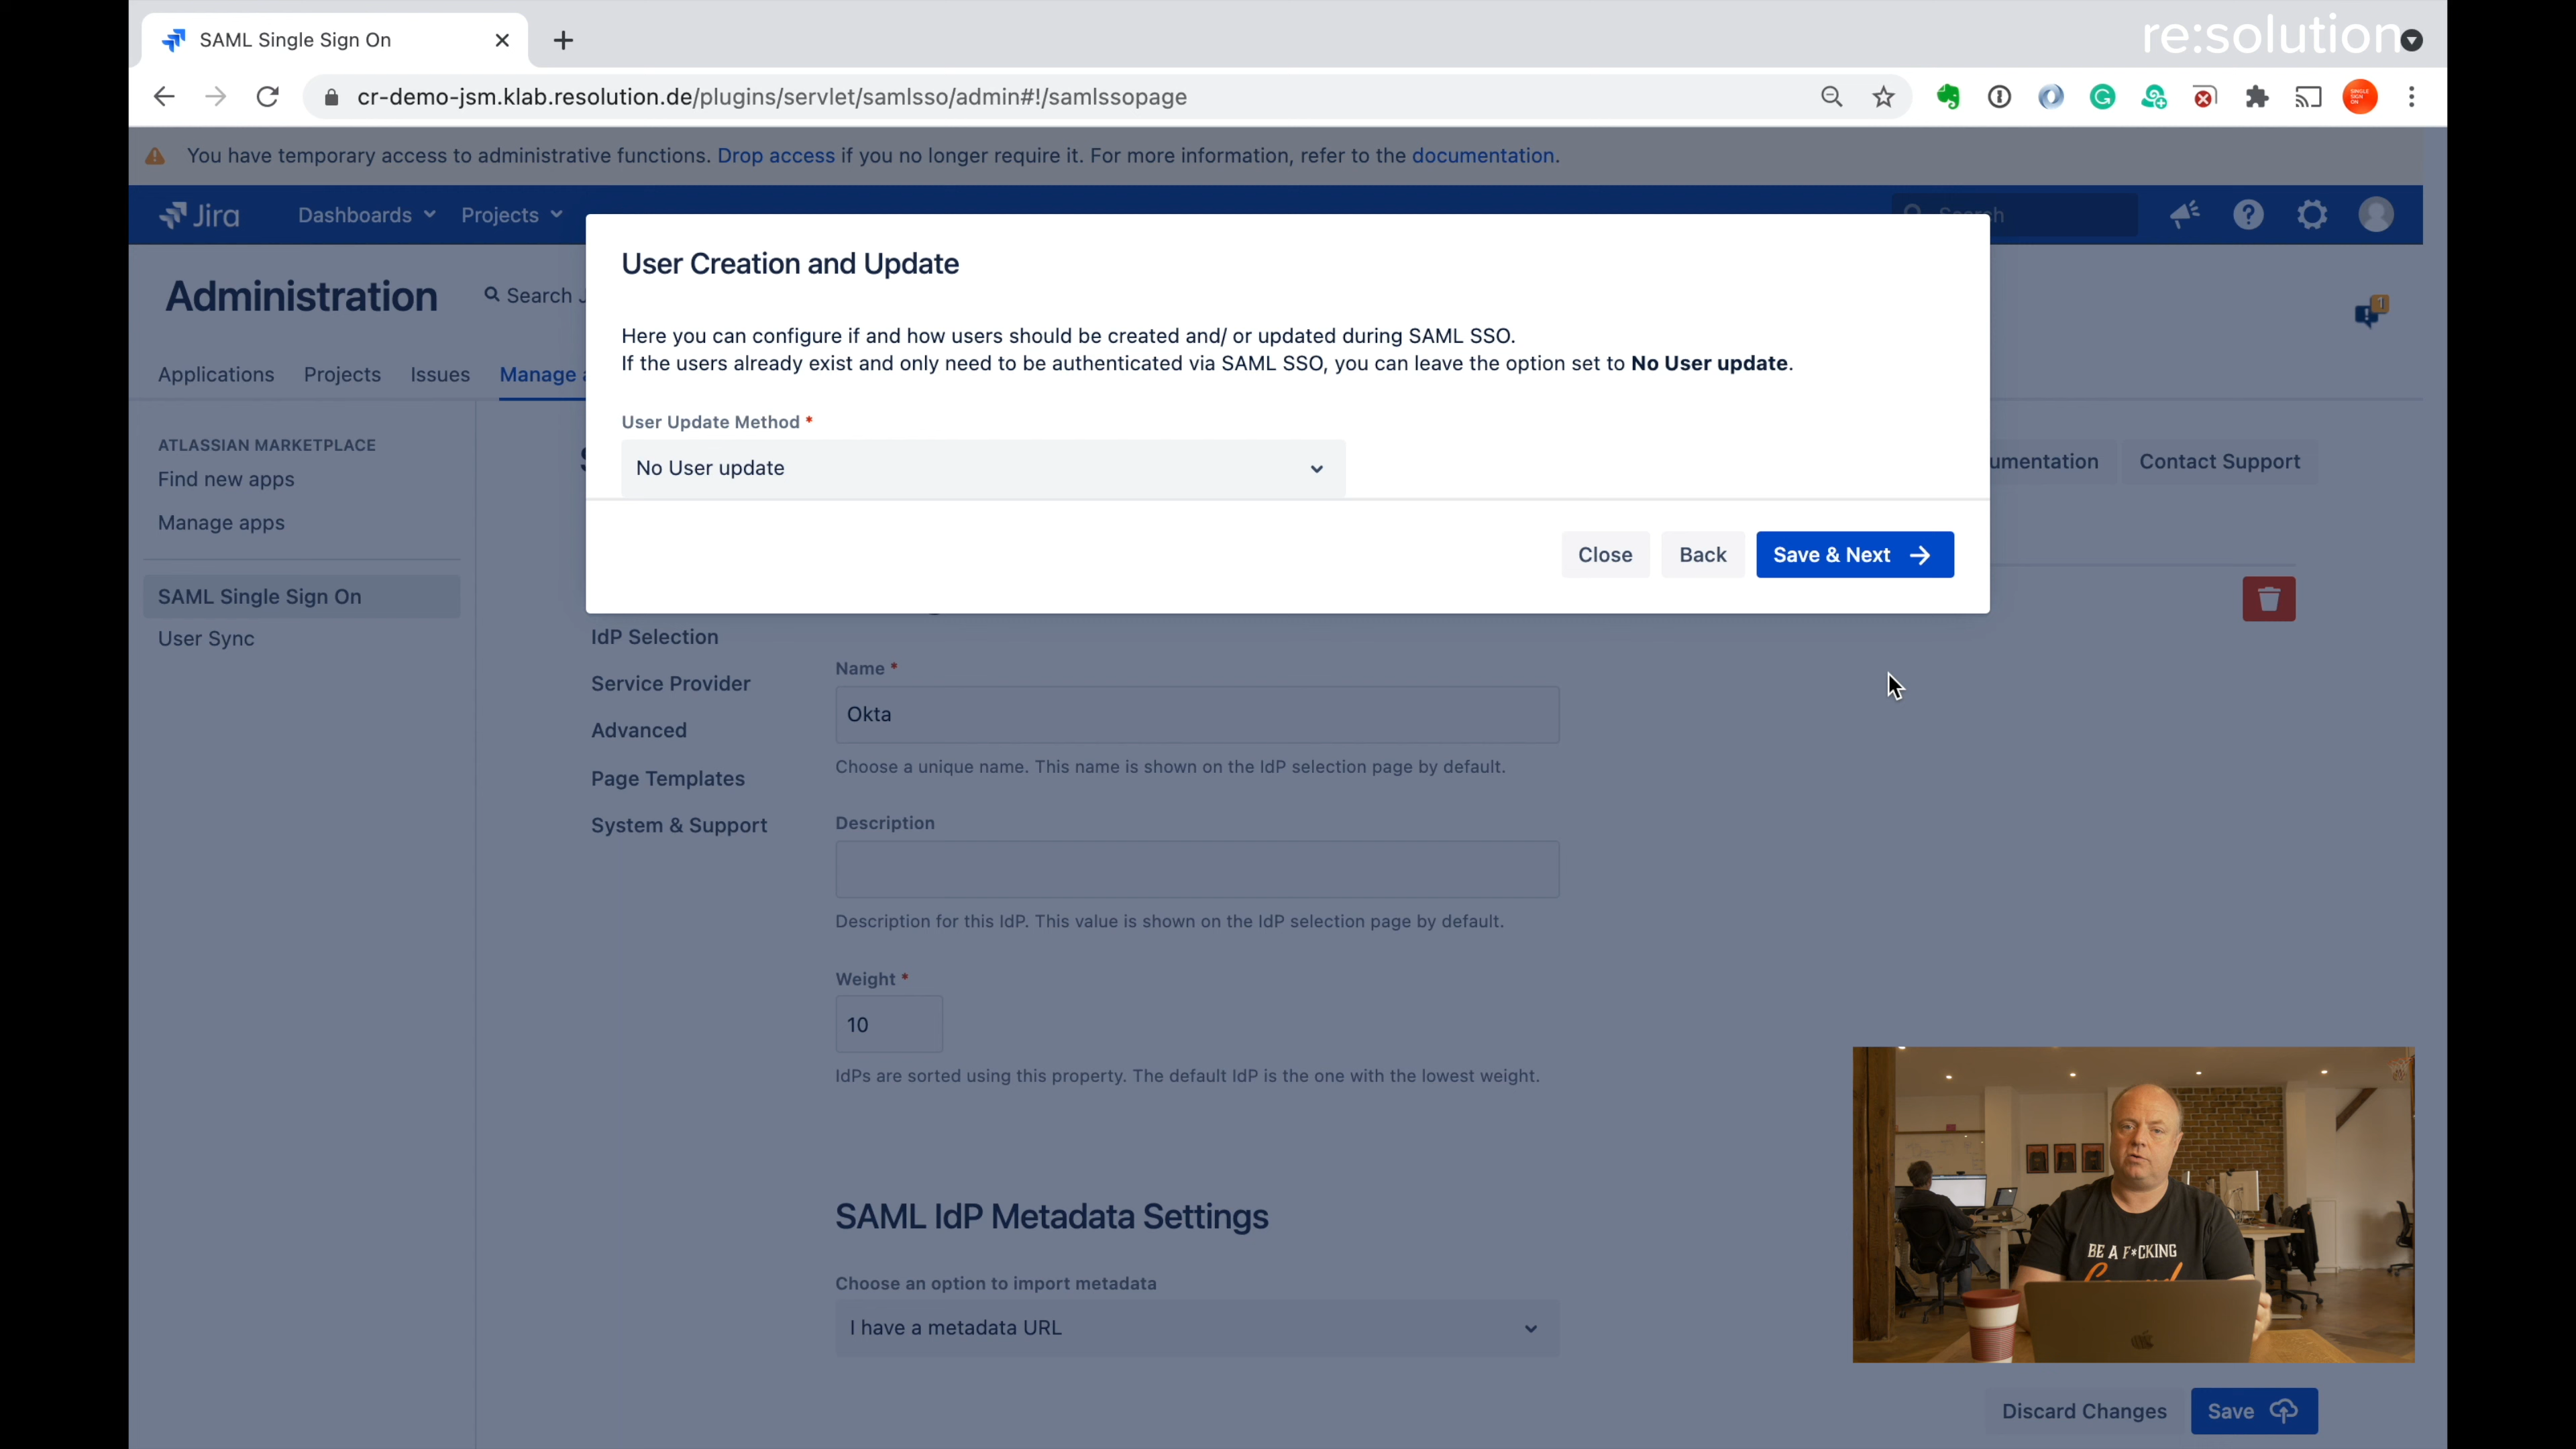 SAML Single Sign On
re:solution
cr-demo-jsm.klab.resolution.de/plugins/servlet/samlsso/admin#!/samlssopage
You have temporary access to administrative functions. Drop access if you no longer require it. For more information, refer to the documentation.
Jira
Dashboards
Projects
Search
User Creation and Update
Here you can configure if and how users should be created and/ or updated during SAML SSO.
If the users already exist and only need to be authenticated via SAML SSO, you can leave the option set to No User update.
User Update Method *
No User update
Close
Back
Save & Next
Administration
Search J
1
Applications
Projects
Issues
Manage a
ATLASSIAN MARKETPLACE
Find new apps
Manage apps
SAML Single Sign On
User Sync
umentation
Contact Support
IdP Selection
Service Provider
Advanced
Page Templates
System & Support
Name *
Okta
Choose a unique name. This name is shown on the IdP selection page by default.
Description
Description for this IdP. This value is shown on the IdP selection page by default.
Weight *
10
IdPs are sorted using this property. The default IdP is the one with the lowest weight.
SAML IdP Metadata Settings
Choose an option to import metadata
I have a metadata URL
BE A F*CKING
Discard Changes
Save